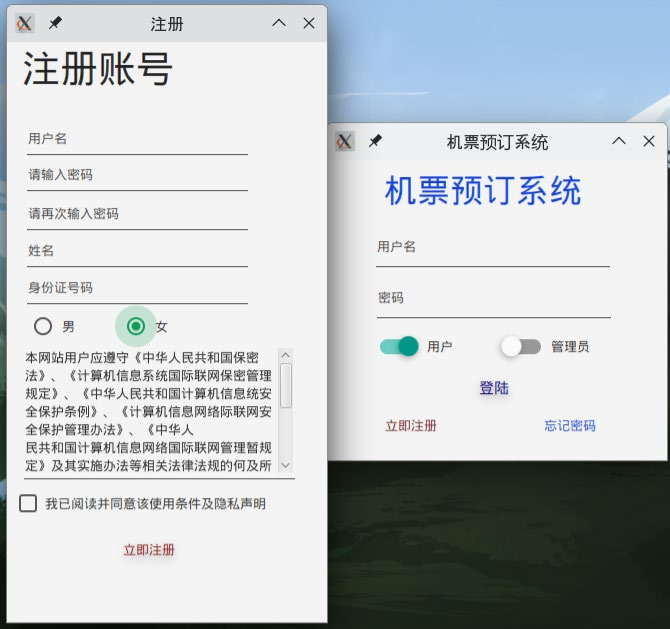 注册
注册账号
用户名
请输入密码
请再次输入密码
姓名
身份证号码
男
女
本网站用户应遵守《中华人民共和国保密
法》、《计算机信息系统国际联网保密管理
规定》、《中华人民共和国计算机信息统安
全保护条例》、《计算机信息网络际联网安
全保护管理办法》、《中华人
民共和国计算机信息网络国际联网管理暂规
定》及其实施办法等相关法律法规的何及所
我已阅读并同意该使用条件及隐私声明
立即注册
机票预订系统
机票预订系统
用户名
密码
用户
管理员
登陆
立即注册
忘记密码